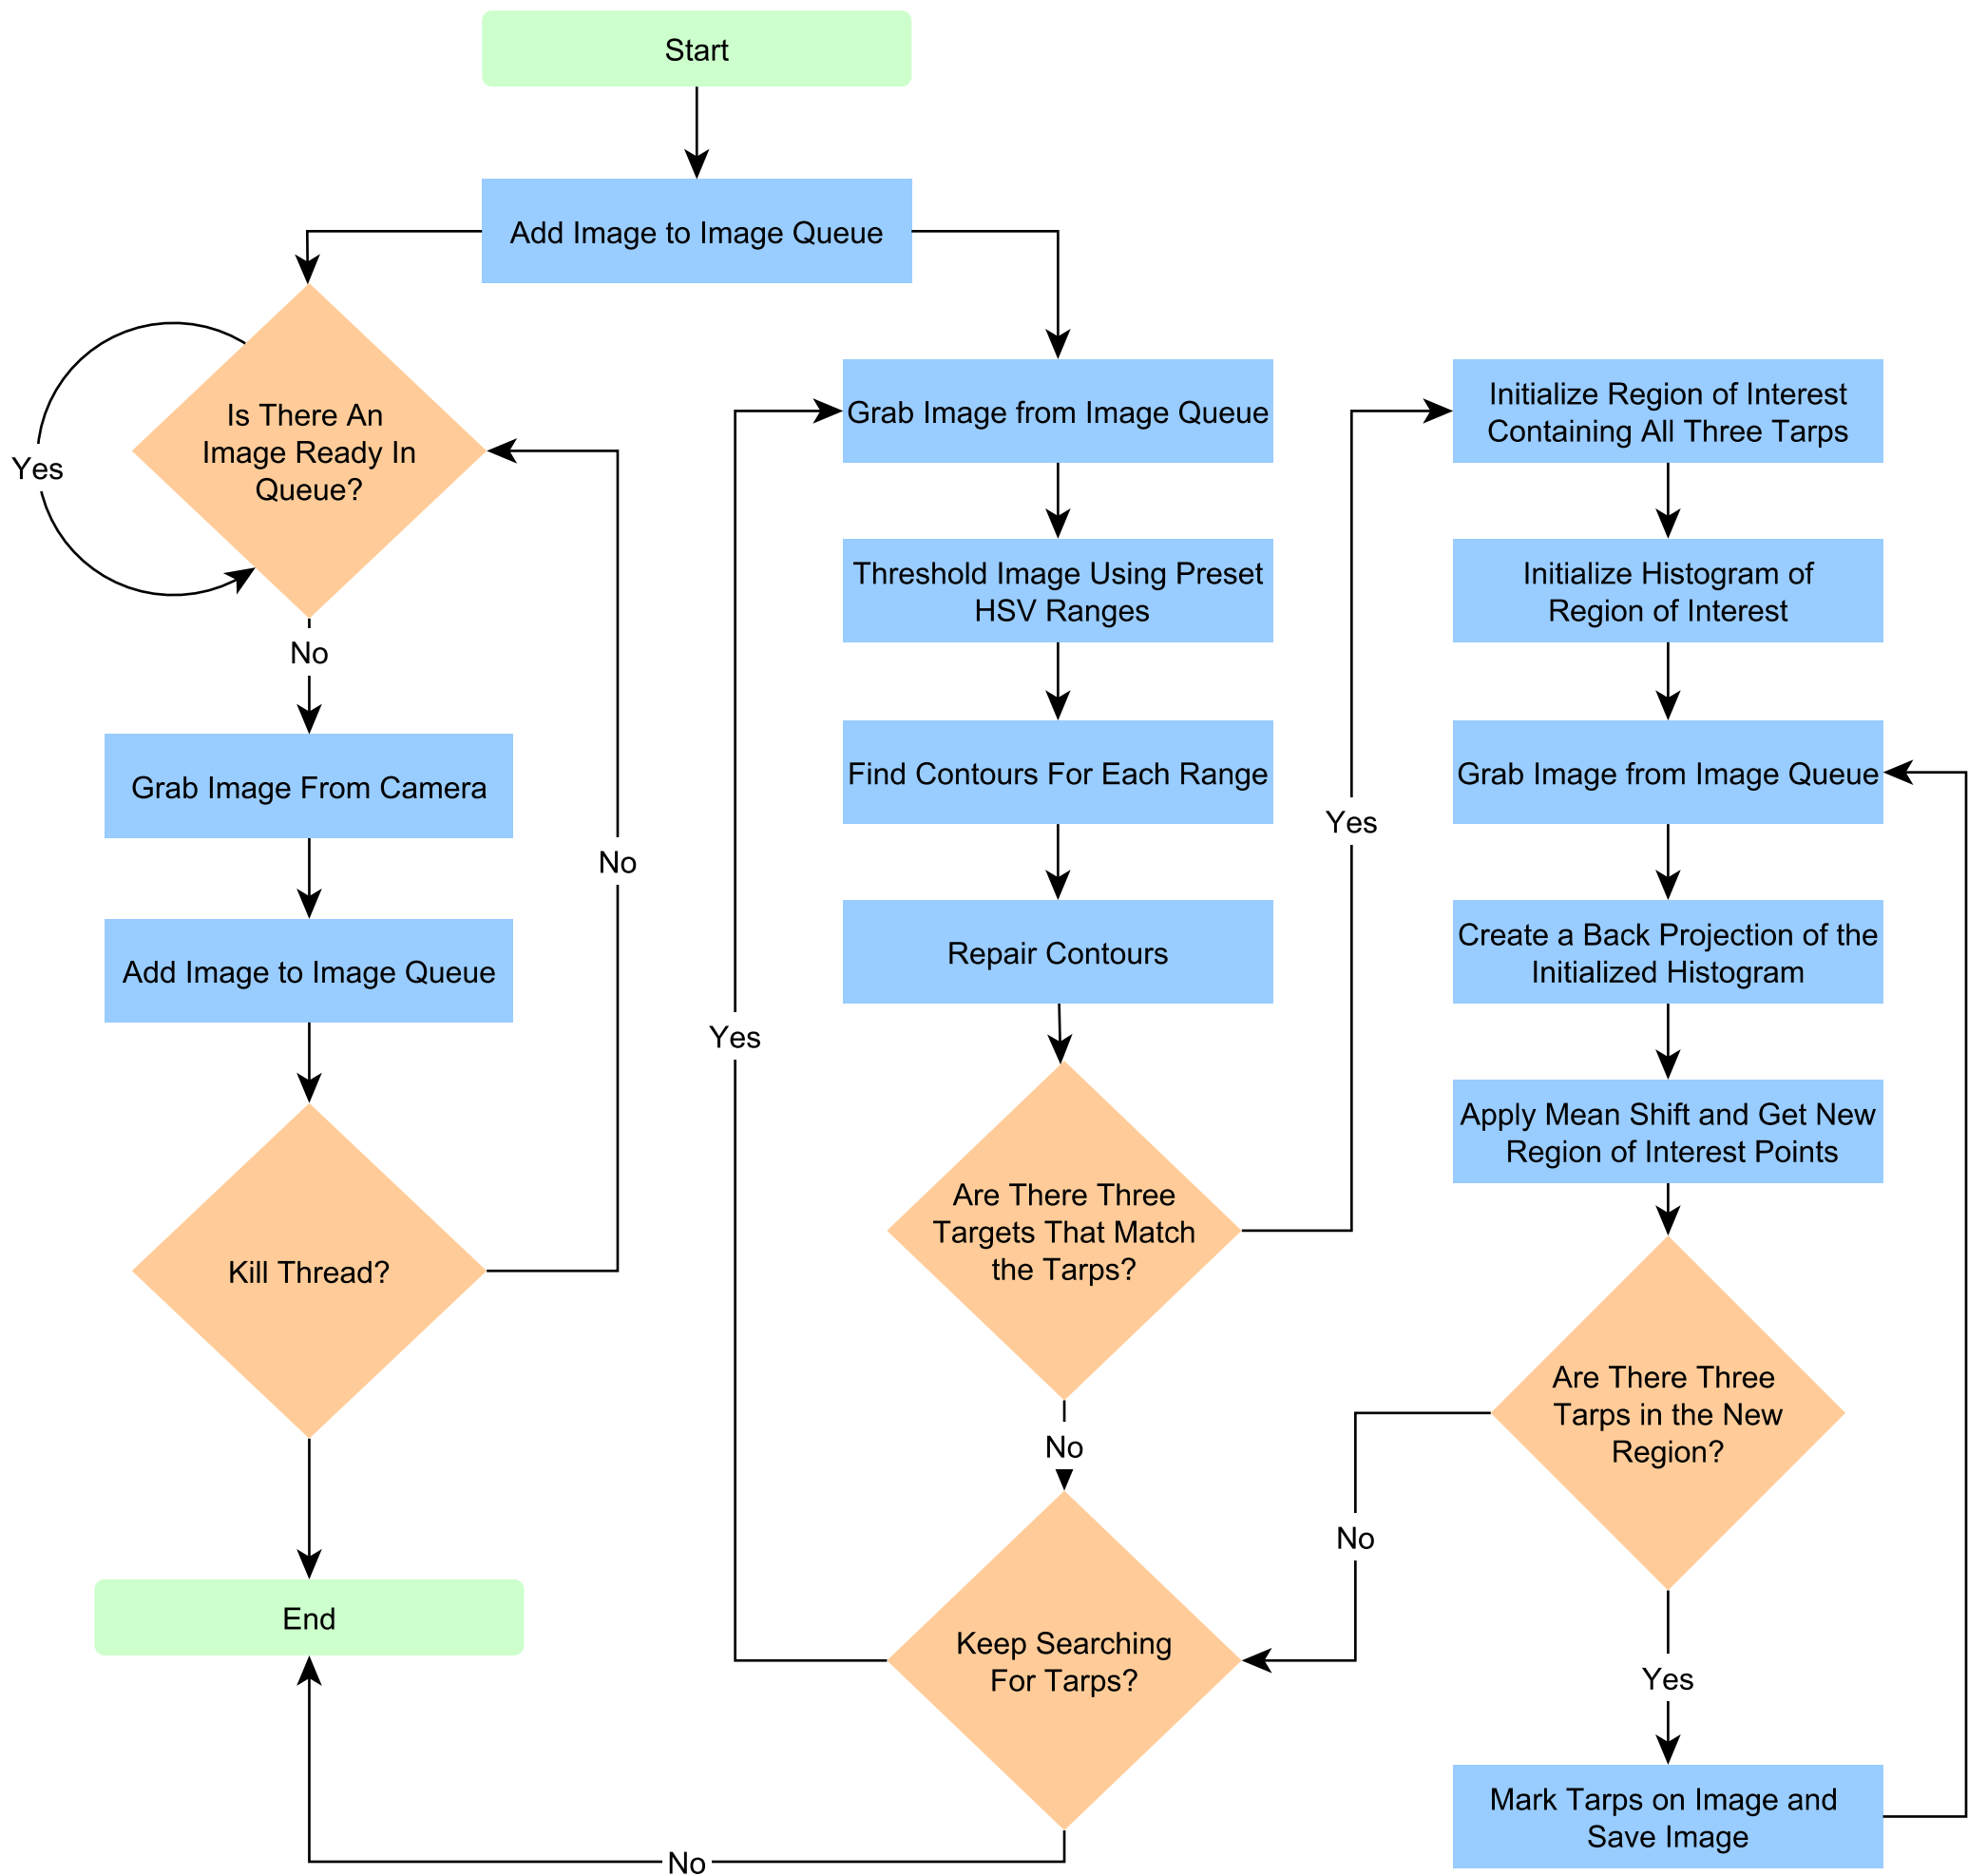 Start
Add Image to Image Queue
Is There An
Image Ready In
Queue?
Yes
No
Grab Image From Camera
Add Image to Image Queue
Kill Thread?
No
End
Grab Image from Image Queue
Threshold Image Using Preset
HSV Ranges
Find Contours For Each Range
Repair Contours
Are There Three
Targets That Match
the Tarps?
Yes
No
Keep Searching
For Tarps?
Yes
No
Initialize Region of Interest
Containing All Three Tarps
Initialize Histogram of
Region of Interest
Grab Image from Image Queue
Create a Back Projection of the
Initialized Histogram
Apply Mean Shift and Get New
Region of Interest Points
Are There Three
Tarps in the New
Region?
No
Yes
Mark Tarps on Image and
Save Image